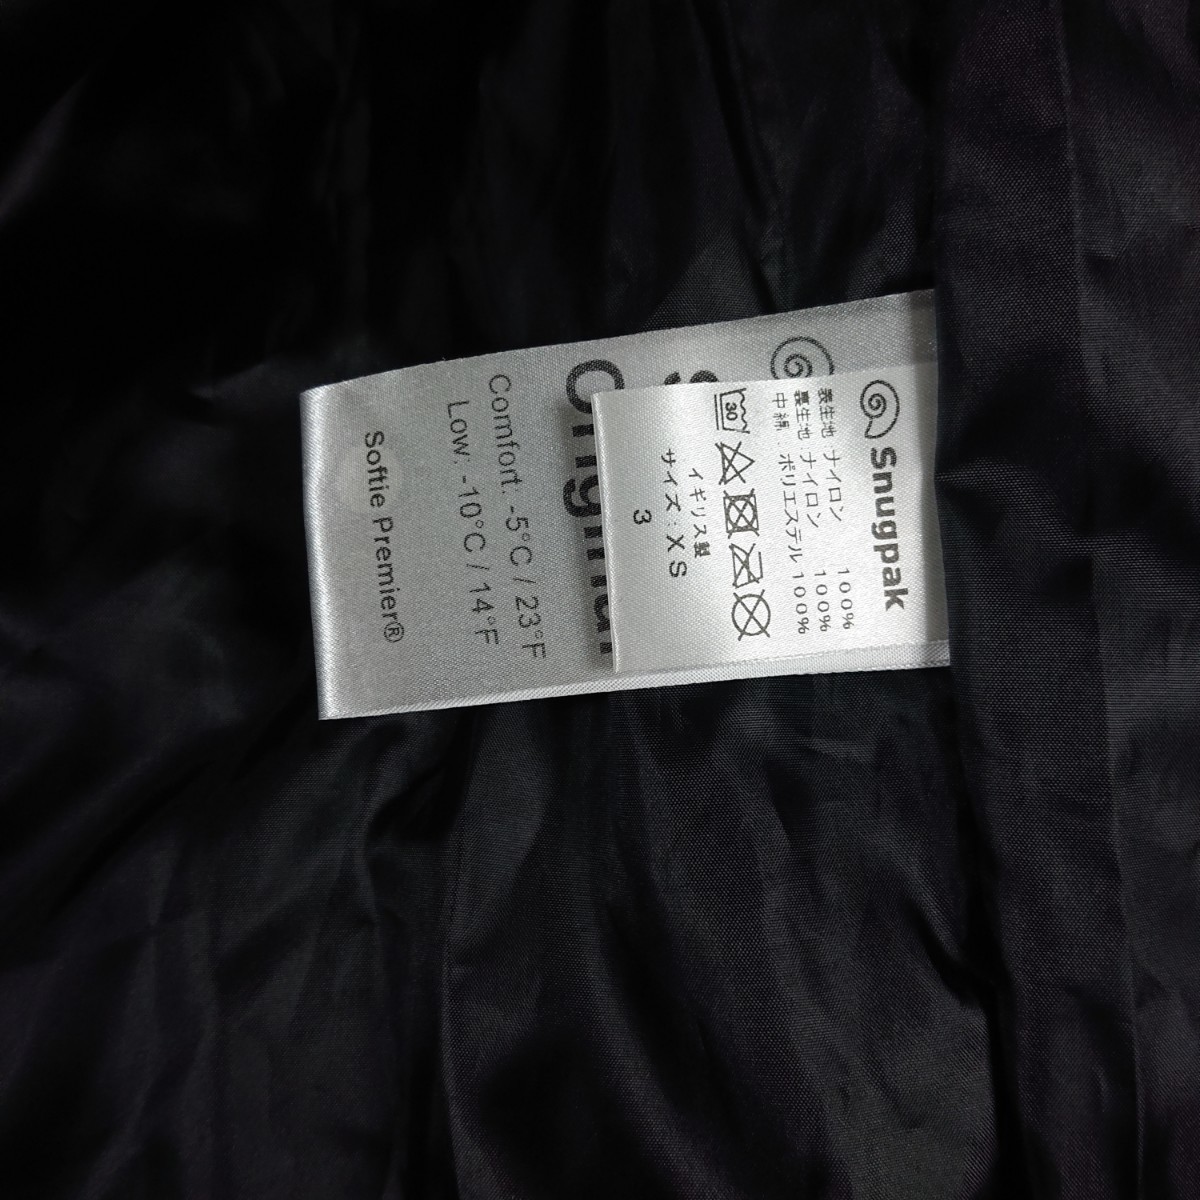 Snugpak
表生地:ナイロン 100%
裏生地:ナイロン 100%
中綿:ポリエステル 100%
30
イギリス製
サイズ:XS
3
Comfort: -5°C / 23°F
Low: -10°C / 14°F
Softie Premier®